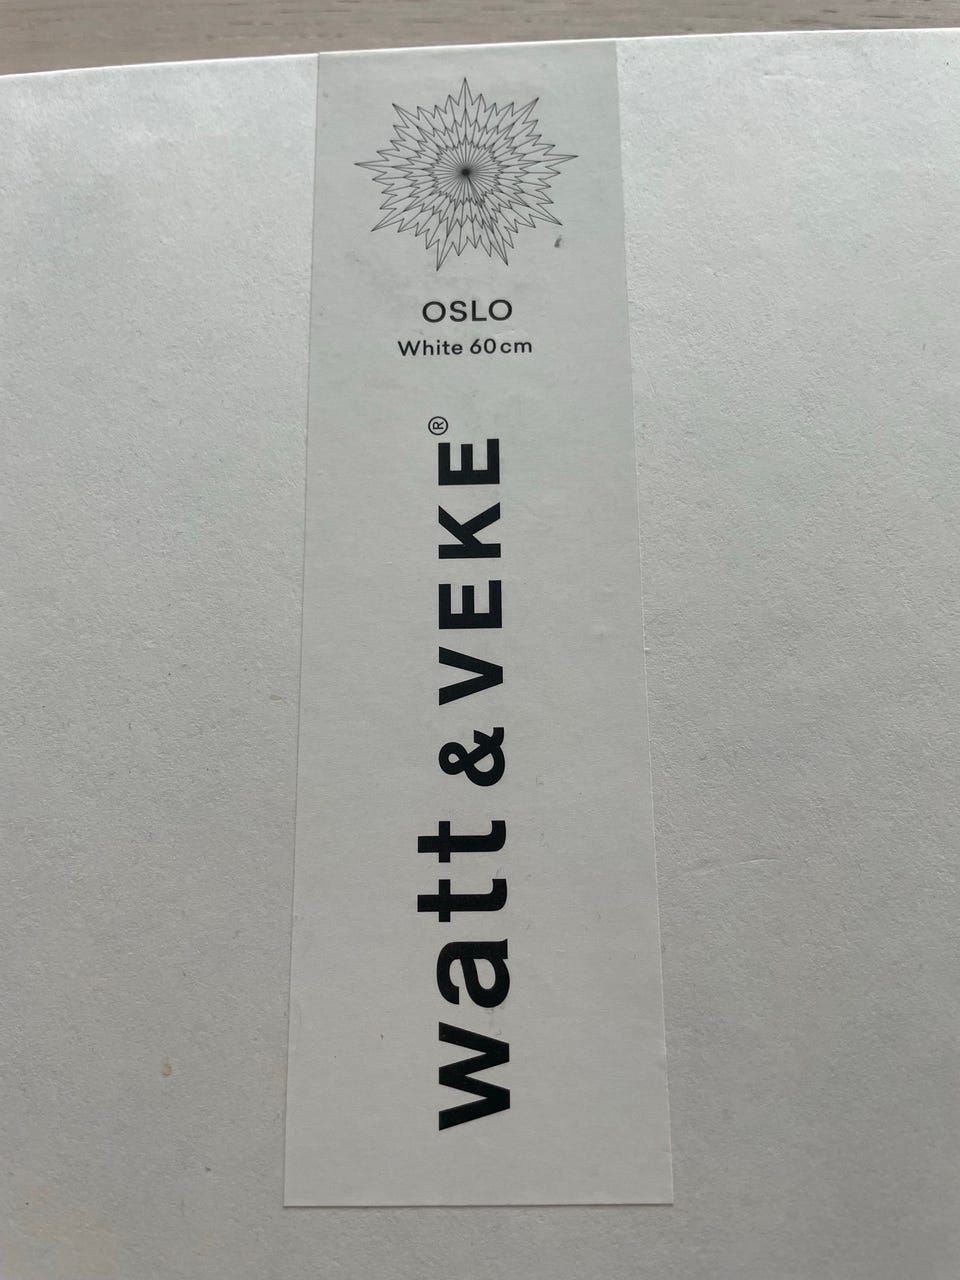 OSLO
White 60cm
watt & VEKE®